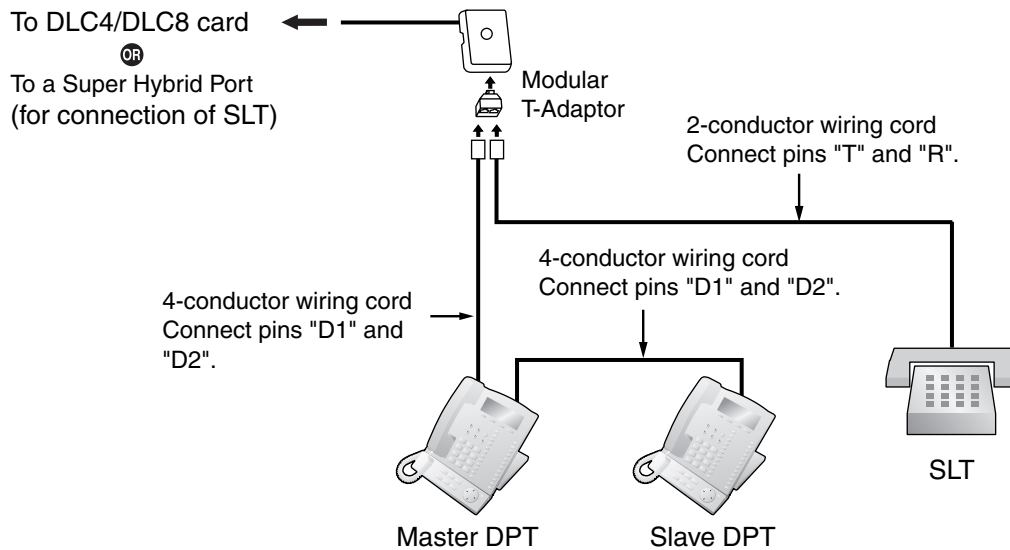 To DLC4/DLC8 card
OR
To a Super Hybrid Port
(for connection of SLT)
Modular
T-Adaptor
2-conductor wiring cord
Connect pins "T" and "R".
4-conductor wiring cord
Connect pins "D1" and "D2".
4-conductor wiring cord
Connect pins "D1" and
"D2".
SLT
Master DPT
Slave DPT